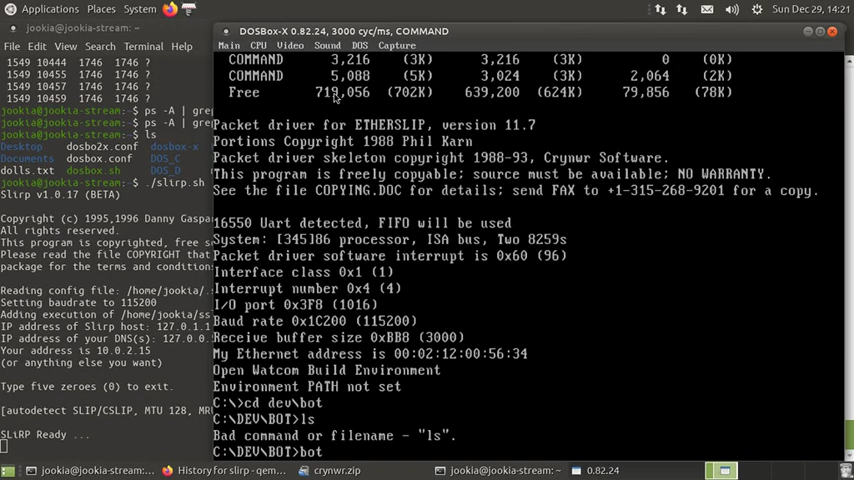 Applications Places System Sun Dec 29, 14:21
jookia@jookia-stream: ~
File Edit View Search Terminal Help
1549 10444 1746 1746 ?
1549 10455 1746 1746 ?
1549 10457 1746 1746 ?
1549 10459 1746 1746 ?
jookia@jookia-stream:~$ ps -A | grep
jookia@jookia-stream:~$ ps -A | grep
jookia@jookia-stream:~$ ls
Desktop dosbo2x.conf dosbox-x
Documents dosbox.conf DOS_C
dolls.txt dosbox.sh DOS_D
jookia@jookia-stream:~$ ./slirp.sh
Slirp v1.0.17 (BETA)
Copyright (c) 1995,1996 Danny Gaspa
All rights reserved.
This program is copyrighted, free s
Please read the file COPYRIGHT that
package for the terms and condition
Reading config file: /home/jookia/.
Setting baudrate to 115200
Adding execution of /home/jookia/ss
IP address of Slirp host: 127.0.1.1
IP address of your DNS(s): 127.0.0.
Your address is 10.0.2.15
(or anything else you want)
Type five zeroes (0) to exit.
[autodetect SLIP/CSLIP, MTU 128, MR
SLiRP Ready ...
DOSBox-X 0.82.24, 3000 cyc/ms, COMMAND
Main CPU Video Sound DOS Capture
COMMAND 3,216 (3K) 3,216 (3K) 0 (0K)
COMMAND 5,088 (5K) 3,024 (3K) 2,064 (2K)
Free 719,056 (702K) 639,200 (624K) 79,856 (78K)
Packet driver for ETHERSLIP, version 11.7
Portions Copyright 1988 Phil Karn
Packet driver skeleton copyright 1988-93, Crynwr Software.
This program is freely copyable; source must be available; NO WARRANTY.
See the file COPYING.DOC for details; send FAX to +1-315-268-9201 for a copy.
16550 Uart detected, FIFO will be used
System: [345]86 processor, ISA bus, Two 8259s
Packet driver software interrupt is 0x60 (96)
Interface class 0x1 (1)
Interrupt number 0x4 (4)
I/O port 0x3F8 (1016)
Baud rate 0x1C200 (115200)
Receive buffer size 0xBB8 (3000)
My Ethernet address is 00:02:12:00:56:34
Open Watcom Build Environment
Environment PATH not set
C:\>cd dev\bot
C:\DEV\BOT>ls
Bad command or filename - "ls".
C:\DEV\BOT>bot
jookia@jookia-stream:... History for slirp - qem... crynwr.zip jookia@jookia-stream:... 0.82.24